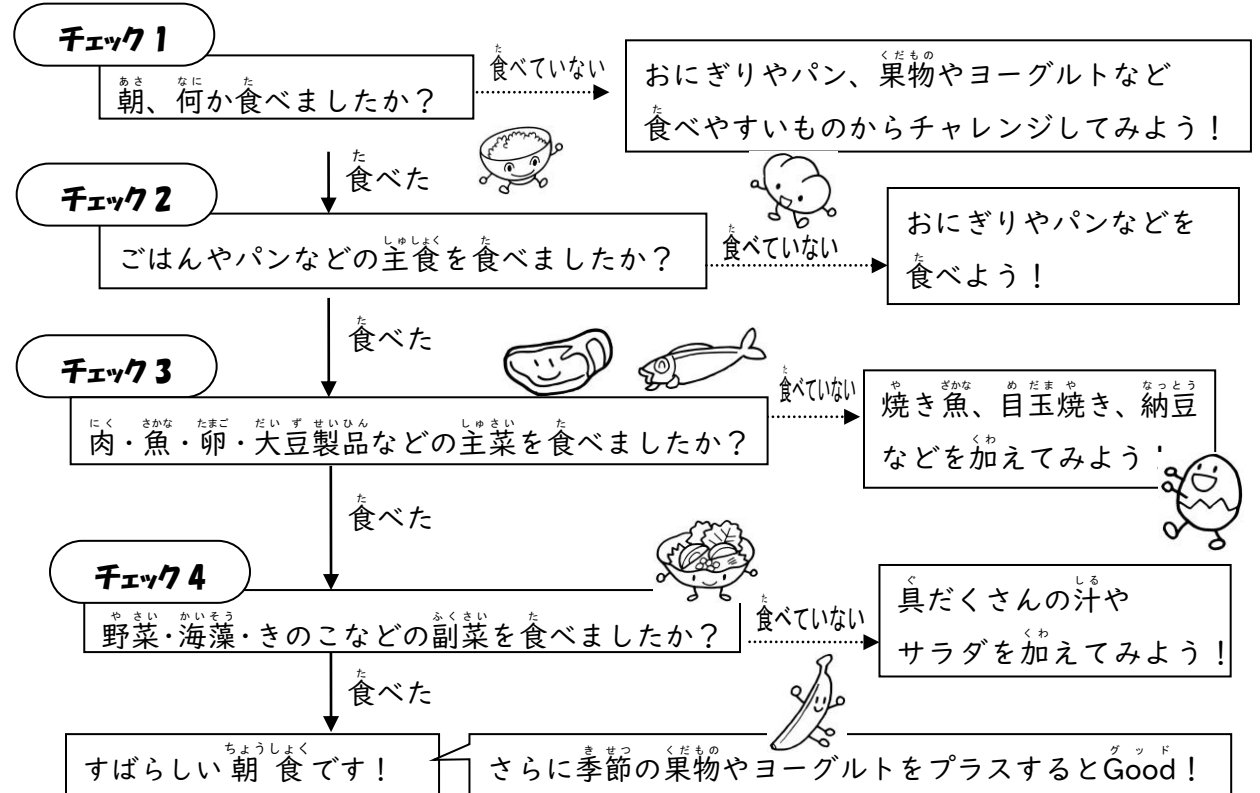 チェック1
朝、何か食べましたか？
食べていない
おにぎりやパン、果物やヨーグルトなど
食べやすいものからチャレンジしてみよう！
食べた
チェック2
ごはんやパンなどの主食を食べましたか？
食べていない
おにぎりやパンなどを
食べよう！
食べた
チェック3
肉・魚・卵・大豆製品などの主菜を食べましたか？
食べていない
焼き魚、目玉焼き、納豆
などを加えてみよう！
食べた
チェック4
野菜・海藻・きのこなどの副菜を食べましたか？
食べていない
具だくさんの汁や
サラダを加えてみよう！
食べた
すばらしい朝食です！
さらに季節の果物やヨーグルトをプラスするとGood！